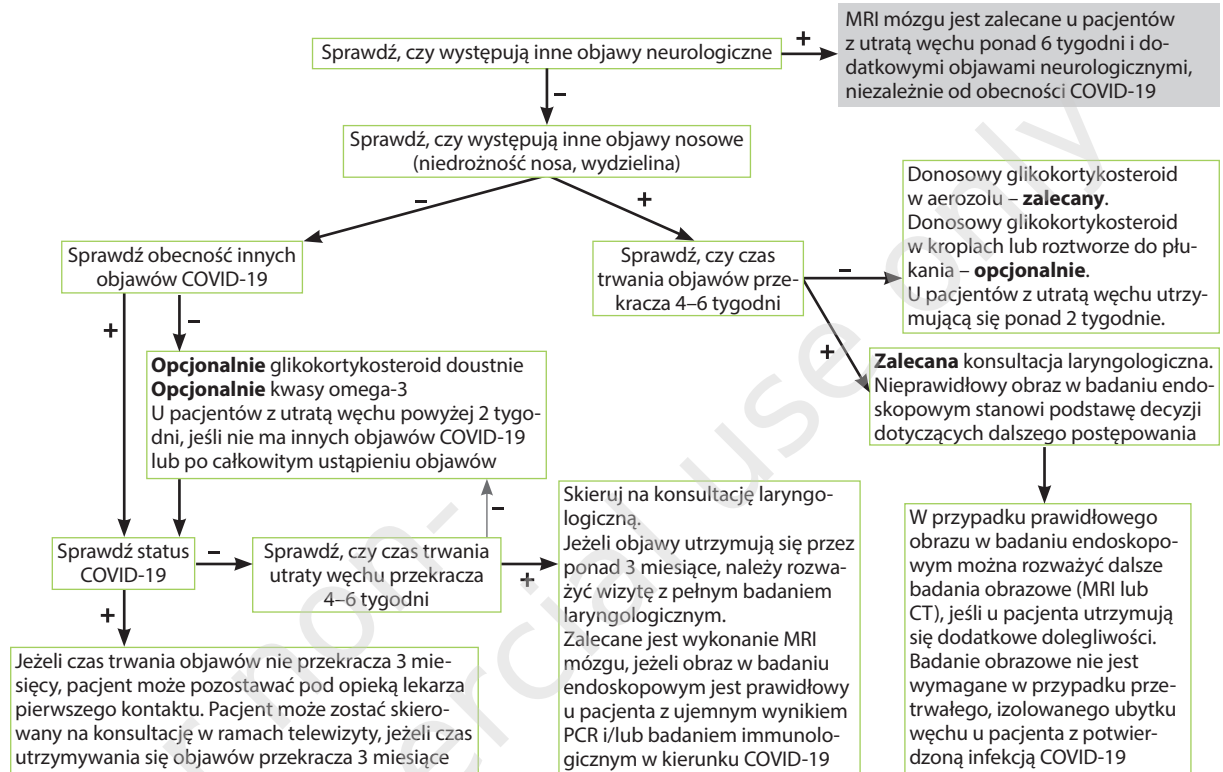 Sprawdź, czy występują inne objawy neurologiczne
+
MRI mózgu jest zalecane u pacjentów
z utratą węchu ponad 6 tygodni i do-
datkowymi objawami neurologicznymi,
niezależnie od obecności COVID-19
–
Sprawdź, czy występują inne objawy nosowe
(niedrożność nosa, wydzielina)
–
+
Sprawdź obecność innych
objawów COVID-19
Sprawdź, czy czas
trwania objawów prze-
kracza 4–6 tygodni
–
Donosowy glikokortykosteroid
w aerozolu – zalecany.
Donosowy glikokortykosteroid
w kroplach lub roztworze do płu-
kania – opcjonalnie.
U pacjentów z utratą węchu utrzy-
mującą się ponad 2 tygodnie.
+
–
+
Opcjonalnie glikokortykosteroid doustnie
Opcjonalnie kwasy omega-3
U pacjentów z utratą węchu powyżej 2 tygo-
dni, jeśli nie ma innych objawów COVID-19
lub po całkowitym ustąpieniu objawów
Zalecana konsultacja laryngologiczna.
Nieprawidłowy obraz w badaniu endo-
skopowym stanowi podstawę decyzji
dotyczących dalszego postępowania
–
Sprawdź status
COVID-19
–
Sprawdź, czy czas trwania
utraty węchu przekracza
4–6 tygodni
+
Skieruj na konsultację laryngo-
logiczną.
Jeżeli objawy utrzymują się przez
ponad 3 miesiące, należy rozwa-
żyć wizytę z pełnym badaniem
laryngologicznym.
Zalecane jest wykonanie MRI
mózgu, jeżeli obraz w badaniu
endoskopowym jest prawidłowy
u pacjenta z ujemnym wynikiem
PCR i/lub badaniem immunolo-
gicznym w kierunku COVID-19
W przypadku prawidłowego
obrazu w badaniu endoskopo-
wym można rozważyć dalsze
badania obrazowe (MRI lub
CT), jeśli u pacjenta utrzymują
się dodatkowe dolegliwości.
Badanie obrazowe nie jest
wymagane w przypadku prze-
trwałego, izolowanego ubytku
węchu u pacjenta z potwier-
dzoną infekcją COVID-19
+
Jeżeli czas trwania objawów nie przekracza 3 mie-
sięcy, pacjent może pozostawać pod opieką lekarza
pierwszego kontaktu. Pacjent może zostać skiero-
wany na konsultację w ramach telewizyty, jeżeli czas
utrzymywania się objawów przekracza 3 miesiące
use only